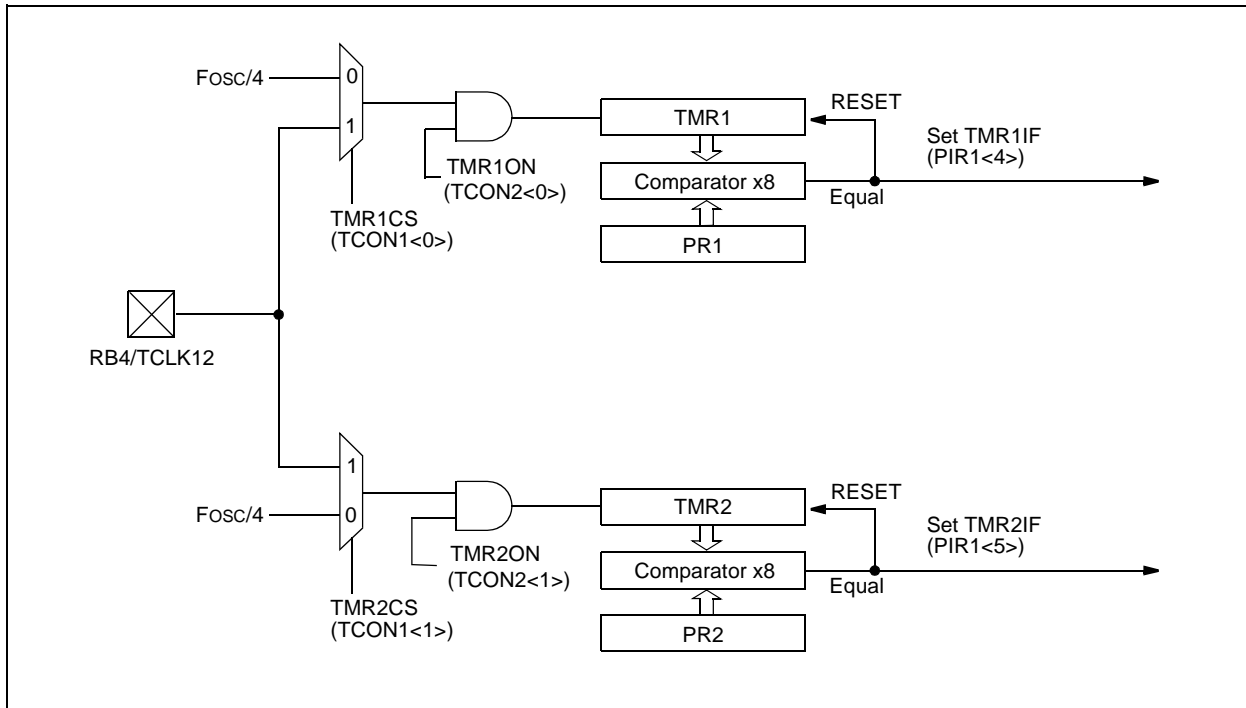 FOSC/4
0
1
TMR1CS
(TCON1<0>)
TMR1ON
(TCON2<0>)
TMR1
Comparator x8
PR1
RESET
Equal
Set TMR1IF
(PIR1<4>)
RB4/TCLK12
1
0
FOSC/4
TMR2CS
(TCON1<1>)
TMR2ON
(TCON2<1>)
TMR2
Comparator x8
PR2
RESET
Equal
Set TMR2IF
(PIR1<5>)